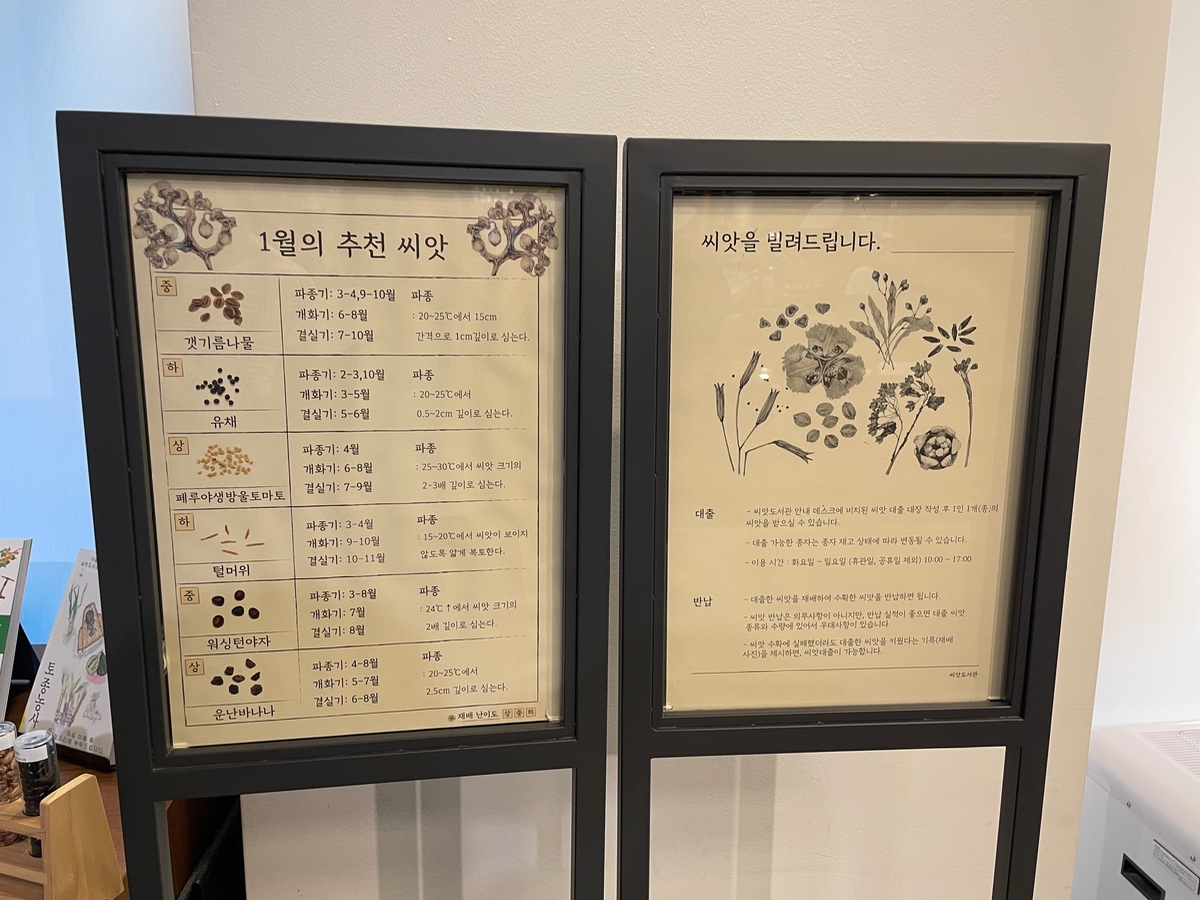 1월의 추천 씨앗
중
갯기름나물
파종기: 3-4,9-10월
개화기: 6-8월
결실기: 7-10월
파종
: 20~25℃에서 15cm
간격으로 1cm깊이로 심는다.
하
유채
파종기: 2-3,10월
개화기: 3-5월
결실기: 5-6월
파종
: 20~25℃에서
0.5~2cm 깊이로 심는다.
상
페루야생방울토마토
파종기: 4월
개화기: 6-8월
결실기: 7-9월
파종
: 25~30℃에서 씨앗 크기의
2-3배 깊이로 심는다.
하
털머위
파종기: 3-4월
개화기: 9-10월
결실기: 10-11월
파종
: 15~20℃에서 씨앗이 보이지
않도록 얇게 복토한다.
중
워싱턴야자
파종기: 3-8월
개화기: 7월
결실기: 8월
파종
: 24℃↑에서 씨앗 크기의
2배 깊이로 심는다.
상
운난바나나
파종기: 4-8월
개화기: 5-7월
결실기: 6-8월
파종
: 20~25℃에서
2.5cm 깊이로 심는다.
재배 난이도 상 중 하
씨앗을 빌려드립니다.
대출
- 씨앗도서관 안내 데스크에 비치된 씨앗 대출 대장 작성 후 1인 1개(종)의
씨앗을 받으실 수 있습니다.
- 대출 가능한 종자는 종자 재고 상태에 따라 변동될 수 있습니다.
- 이용 시간 : 화요일 ~ 일요일 (휴관일, 공휴일 제외) 10:00 ~ 17:00
반납
- 대출한 씨앗을 재배하여 수확한 씨앗을 반납하면 됩니다.
- 씨앗 반납은 의무사항이 아니지만, 반납 실적이 좋으면 대출 씨앗
종류와 수량에 있어서 우대사항이 있습니다.
- 씨앗 수확에 실패했더라도 대출한 씨앗을 키웠다는 기록(재배
사진)을 제시하면, 씨앗대출이 가능합니다.
씨앗도서관
토종농사